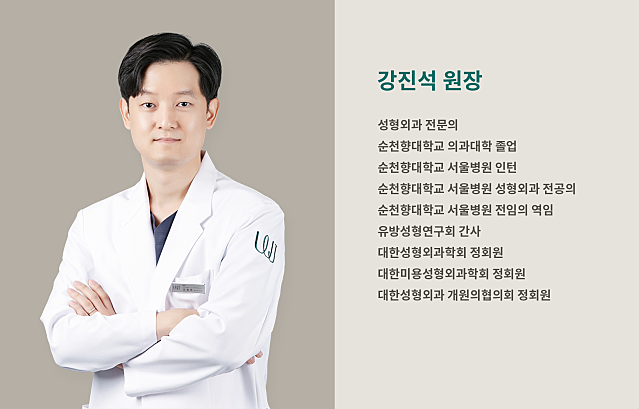 강진석 원장
성형외과 전문의
순천향대학교 의과대학 졸업
순천향대학교 서울병원 인턴
순천향대학교 서울병원 성형외과 전공의
순천향대학교 서울병원 전임의 역임
유방성형연구회 간사
대한성형외과학회 정회원
대한미용성형외과학회 정회원
대한성형외과 개원의협의회 정회원